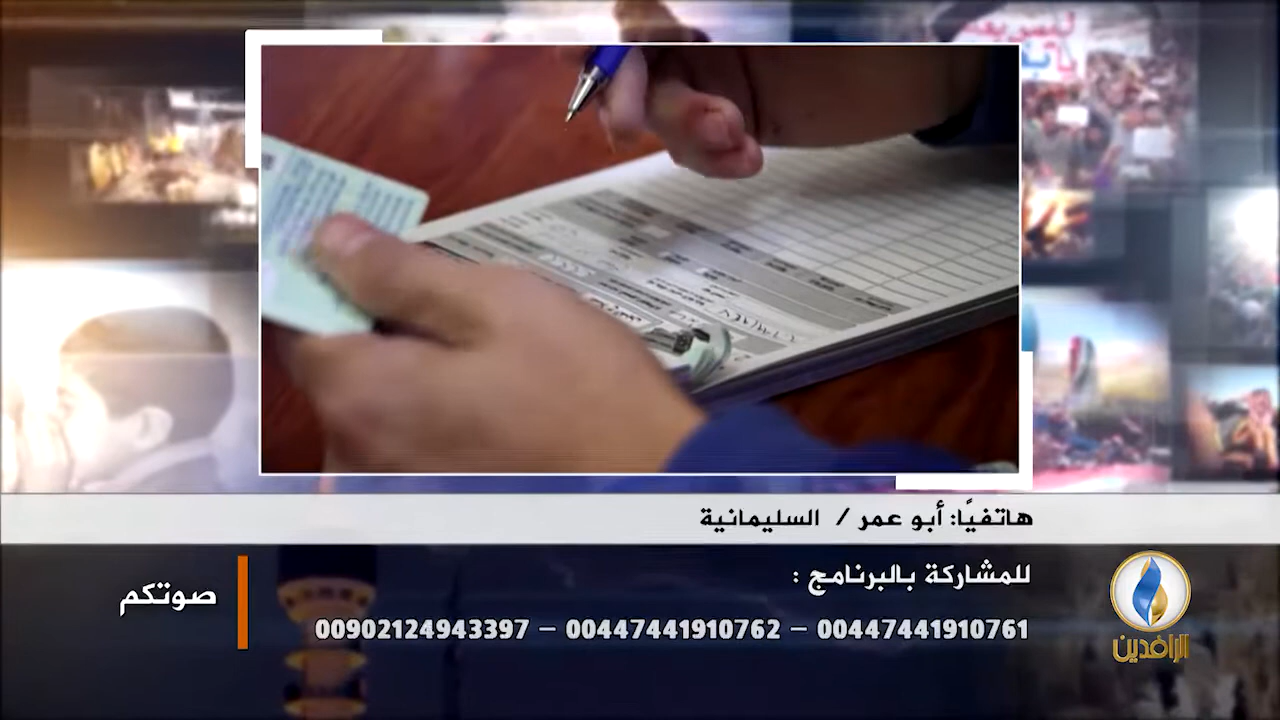 هاتفيًا: أبو عمر / السليمانية
للمشاركة بالبرنامج :
صوتكم
00902124943397 – 00447441910762 – 00447441910761
الرافدين